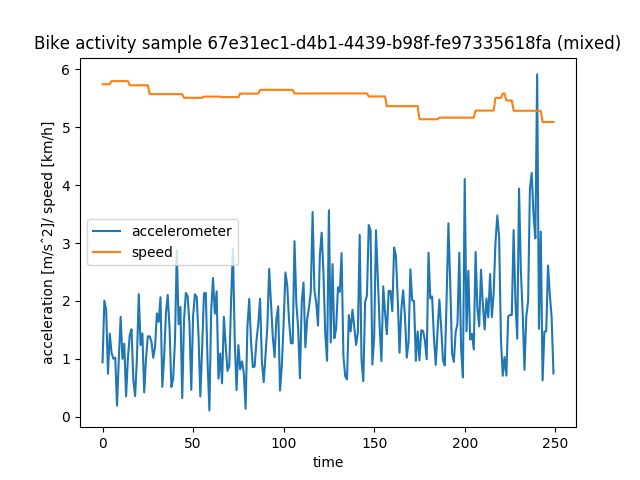 Bike activity sample 67e31ec1-d4b1-4439-b98f-fe97335618fa (mixed)
acceleration [m/s^2]/ speed [km/h]
6
5
4
3
2
1
0
accelerometer
speed
0
50
100
150
200
250
time